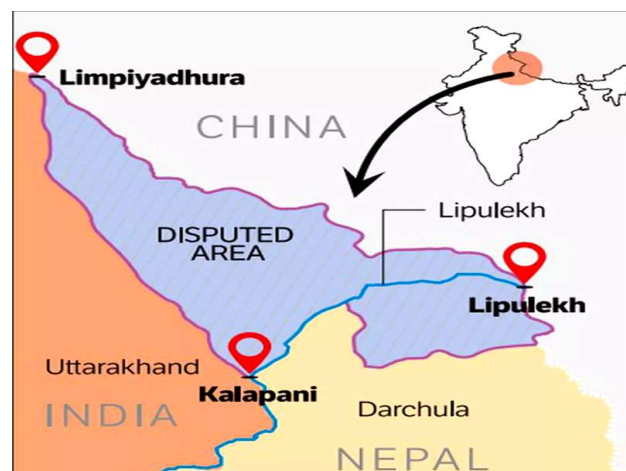 Limpiyadhura
CHINA
Lipulekh
DISPUTED
AREA
Lipulekh
Uttarakhand
Kalapani
INDIA
Darchula
NEPAL